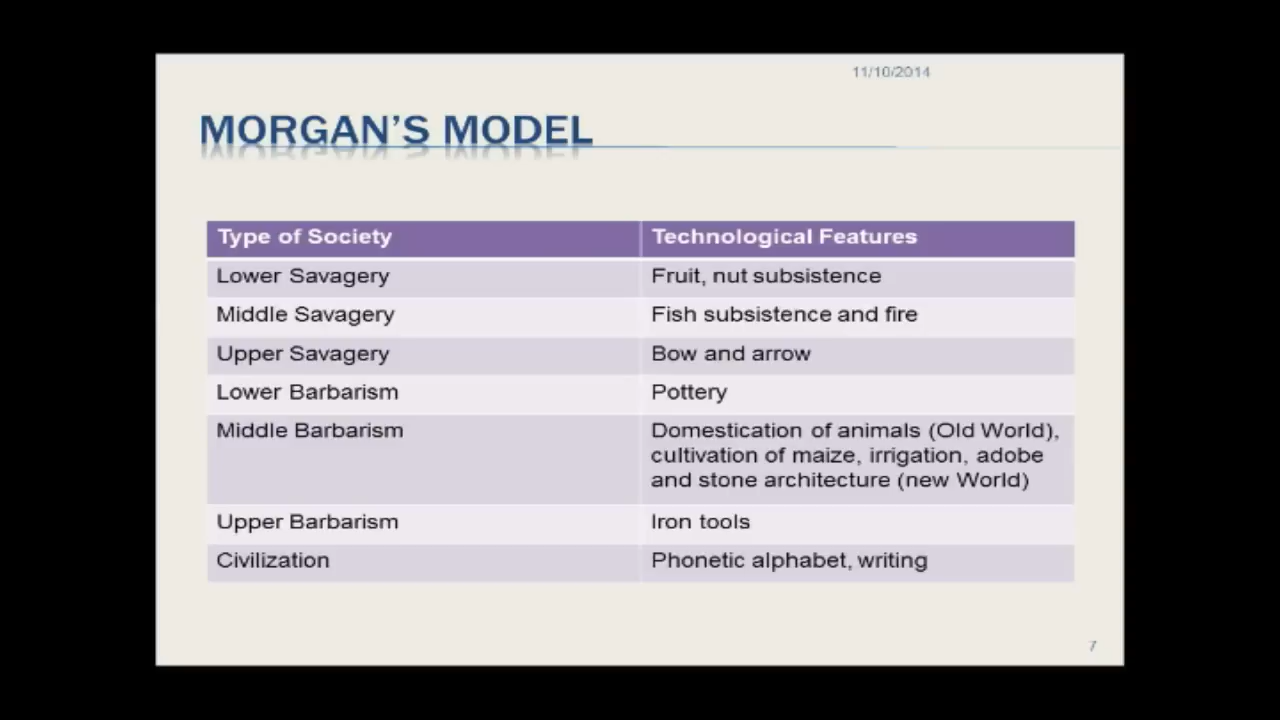 11/10/2014
MORGAN'S MODEL
Type of Society
Technological Features
Lower Savagery
Fruit, nut subsistence
Middle Savagery
Fish subsistence and fire
Upper Savagery
Bow and arrow
Lower Barbarism
Pottery
Middle Barbarism
Domestication of animals (Old World),
cultivation of maize, irrigation, adobe
and stone architecture (new World)
Upper Barbarism
Iron tools
Civilization
Phonetic alphabet, writing
7